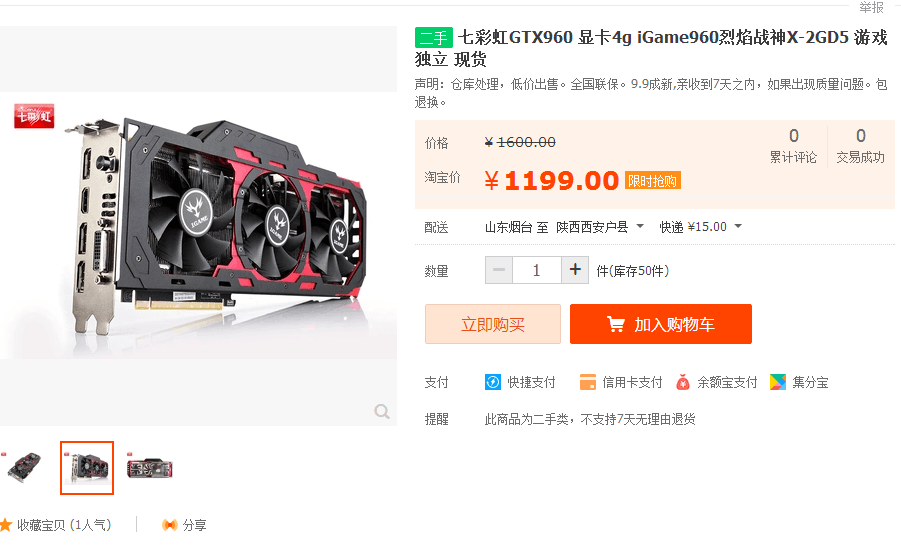 举报
二手 七彩虹GTX960 显卡4g iGame960烈焰战神X-2GD5 游戏
独立 现货
声明：仓库处理，低价出售。全国联保。9.9成新,亲收到7天之内，如果出现质量问题。包
退换。
七彩虹
价格 ¥ 1600.00
0 累计评论
0 交易成功
淘宝价 ¥ 1199.00 限时抢购
配送 山东烟台 至 陕西西安户县 快递 ¥15.00
数量 − 1 + 件(库存50件)
立即购买 加入购物车
支付 快捷支付 信用卡支付 余额宝支付 集分宝
提醒 此商品为二手类，不支持7天无理由退货
IGAME
IGAME
IGAME
收藏宝贝 (1人气) 分享